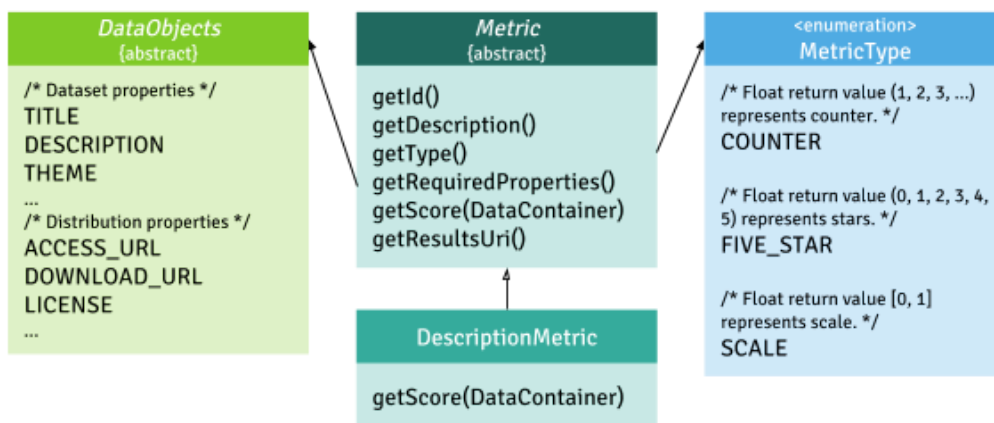 DataObjects
{abstract}
/* Dataset properties */
TITLE
DESCRIPTION
THEME
...
/* Distribution properties */
ACCESS_URL
DOWNLOAD_URL
LICENSE
...
Metric
{abstract}
getId()
getDescription()
getType()
getRequiredProperties()
getScore(DataContainer)
getResultsUri()
DescriptionMetric
getScore(DataContainer)
<enumeration>
MetricType
/* Float return value (1, 2, 3, ...)
represents counter. */
COUNTER
/* Float return value (0, 1, 2, 3, 4,
5) represents stars. */
FIVE_STAR
/* Float return value [0, 1]
represents scale. */
SCALE